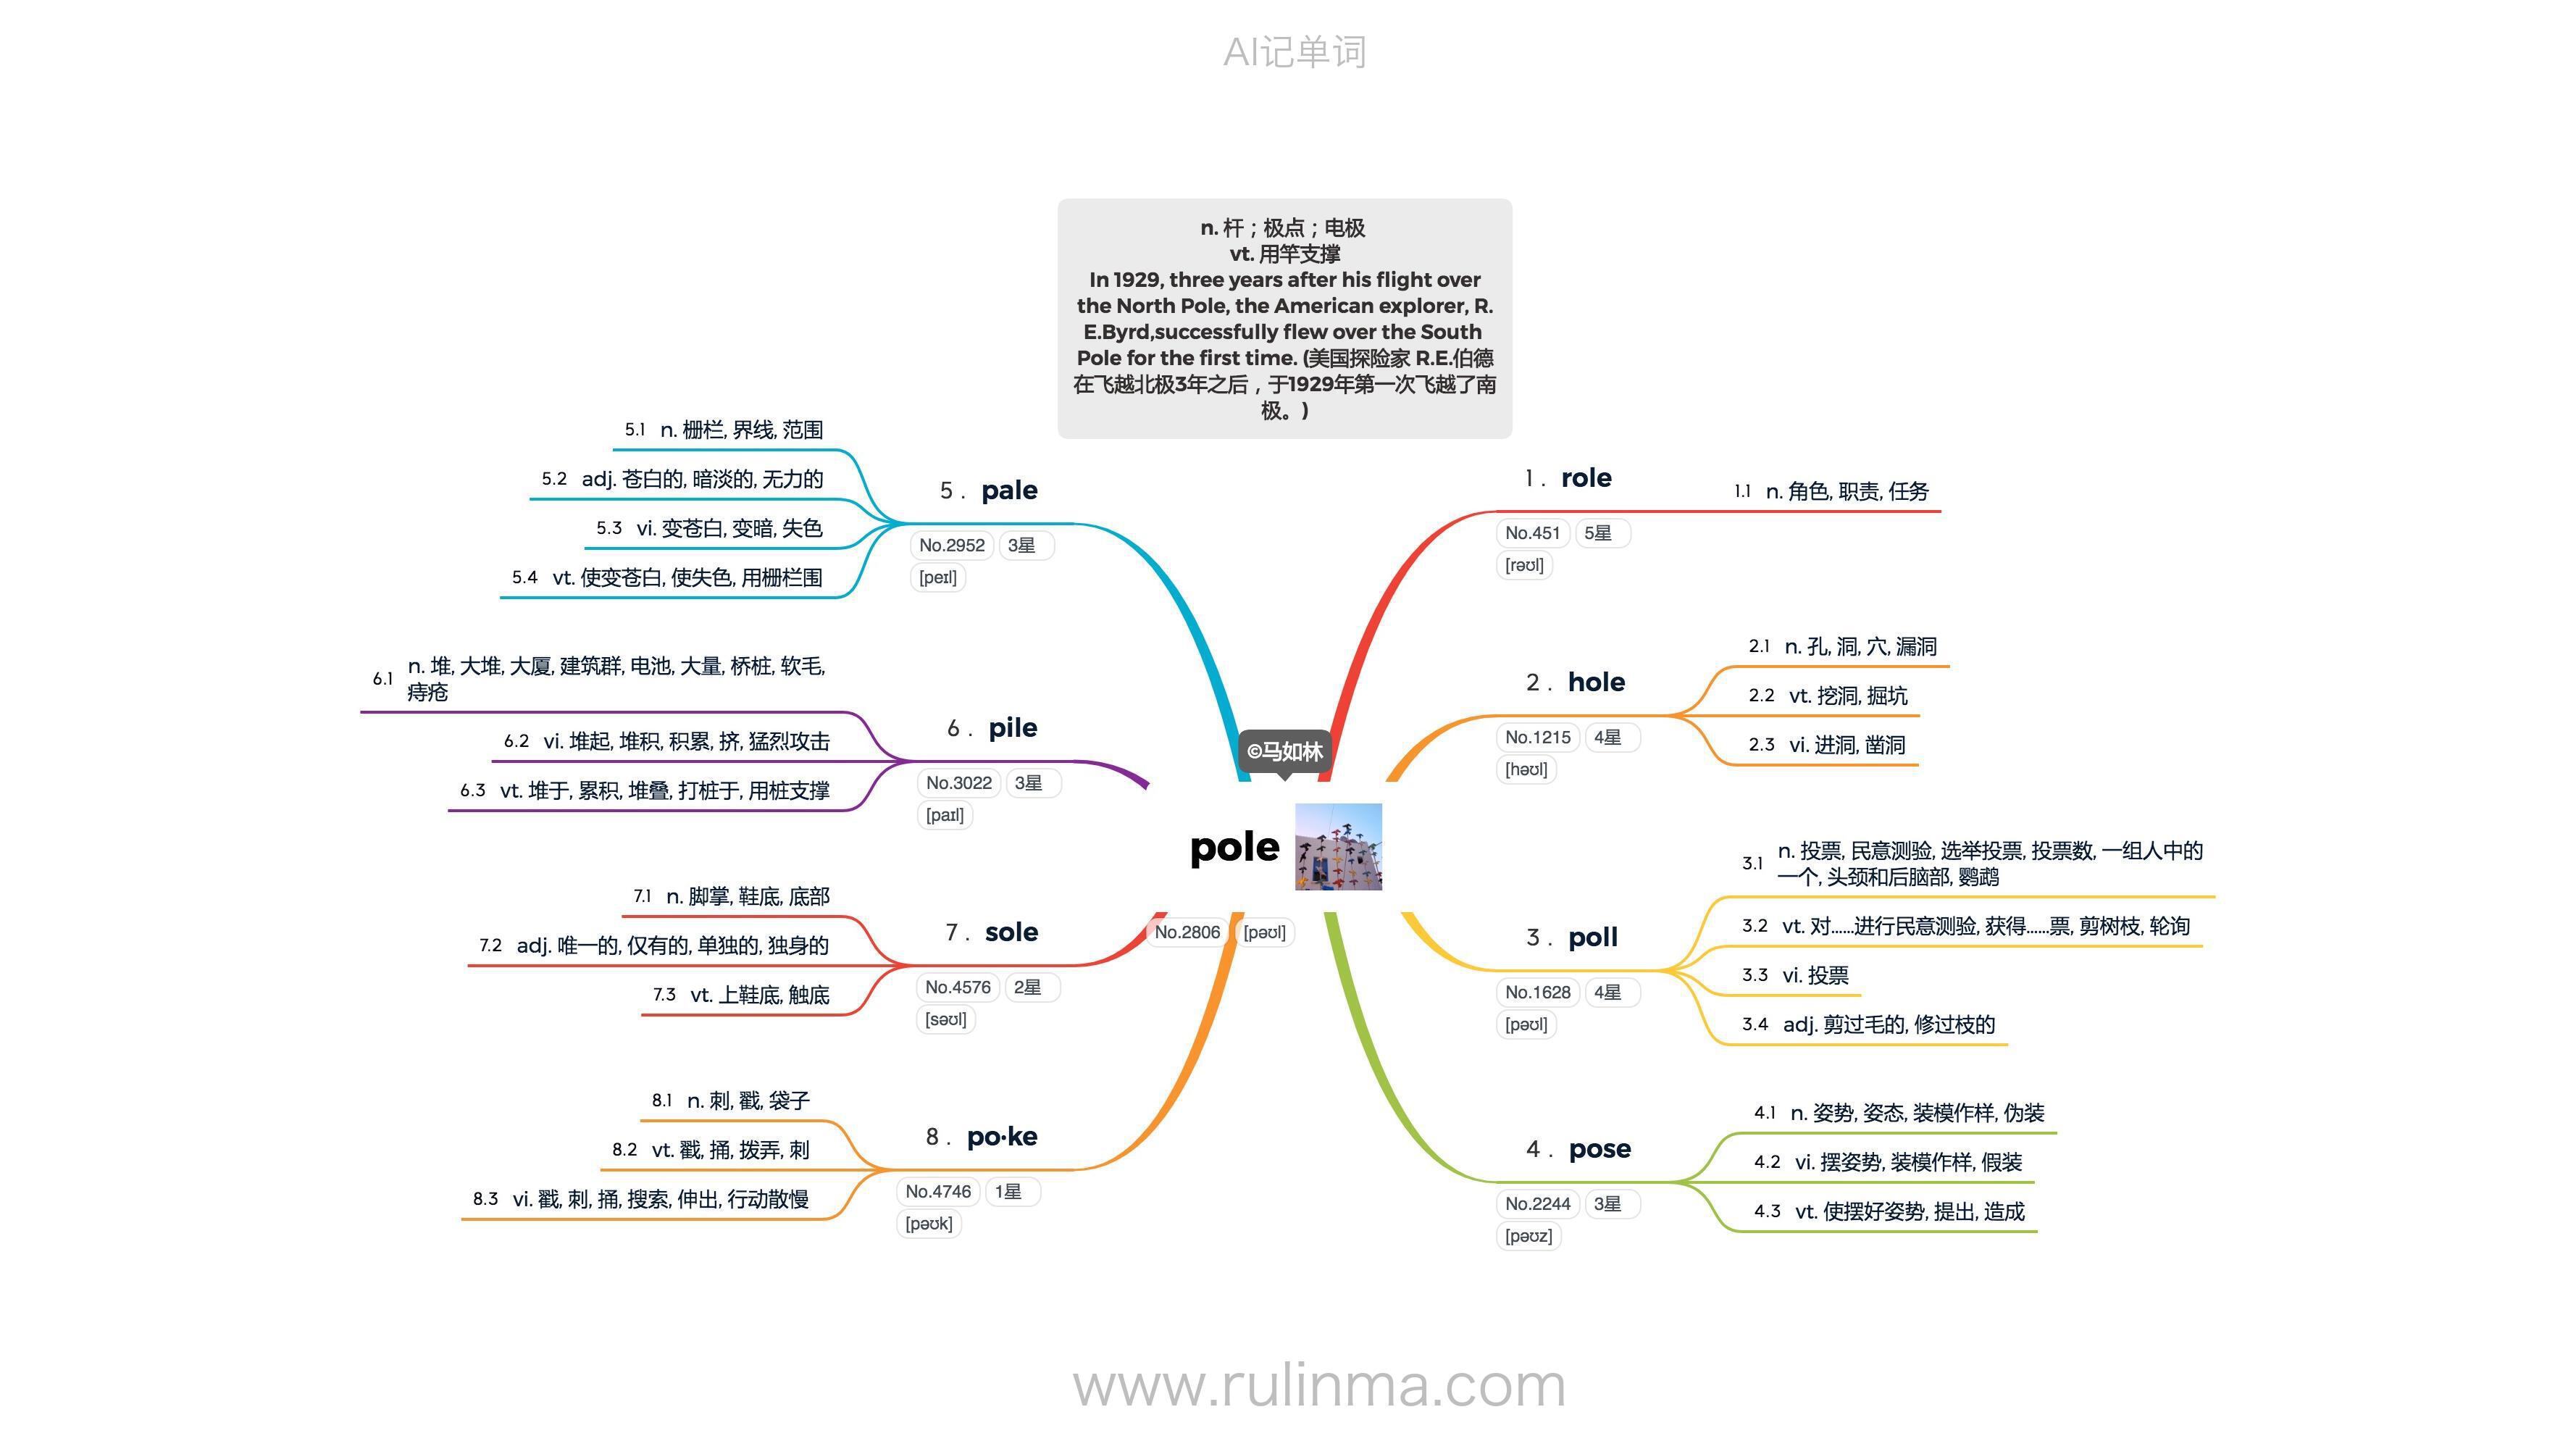 AI记单词
n. 杆；极点；电极
vt. 用竿支撑
In 1929, three years after his flight over
the North Pole, the American explorer, R.
E.Byrd,successfully flew over the South
Pole for the first time. (美国探险家 R.E.伯德
在飞越北极3年之后，于1929年第一次飞越了南
极。)
©马如林
pole
No.2806 [pəʊl]
1. role
No.451 5星
[rəʊl]
1.1 n. 角色, 职责, 任务
2. hole
No.1215 4星
[həʊl]
2.1 n. 孔, 洞, 穴, 漏洞
2.2 vt. 挖洞, 掘坑
2.3 vi. 进洞, 凿洞
3. poll
No.1628 4星
[pəʊl]
3.1 n. 投票, 民意测验, 选举投票, 投票数, 一组人中的
一个, 头颈和后脑部, 鹦鹉
3.2 vt. 对……进行民意测验, 获得……票, 剪树枝, 轮询
3.3 vi. 投票
3.4 adj. 剪过毛的, 修过枝的
4. pose
No.2244 3星
[pəʊz]
4.1 n. 姿势, 姿态, 装模作样, 伪装
4.2 vi. 摆姿势, 装模作样, 假装
4.3 vt. 使摆好姿势, 提出, 造成
5. pale
No.2952 3星
[peɪl]
5.1 n. 栅栏, 界线, 范围
5.2 adj. 苍白的, 暗淡的, 无力的
5.3 vi. 变苍白, 变暗, 失色
5.4 vt. 使变苍白, 使失色, 用栅栏围
6. pile
No.3022 3星
[paɪl]
6.1 n. 堆, 大堆, 大厦, 建筑群, 电池, 大量, 桥桩, 软毛,
痔疮
6.2 vi. 堆起, 堆积, 积累, 挤, 猛烈攻击
6.3 vt. 堆于, 累积, 堆叠, 打桩于, 用桩支撑
7. sole
No.4576 2星
[səʊl]
7.1 n. 脚掌, 鞋底, 底部
7.2 adj. 唯一的, 仅有的, 单独的, 独身的
7.3 vt. 上鞋底, 触底
8. po·ke
No.4746 1星
[pəʊk]
8.1 n. 刺, 戳, 袋子
8.2 vt. 戳, 捅, 拨弄, 刺
8.3 vi. 戳, 刺, 捅, 搜索, 伸出, 行动散慢
www.rulinma.com